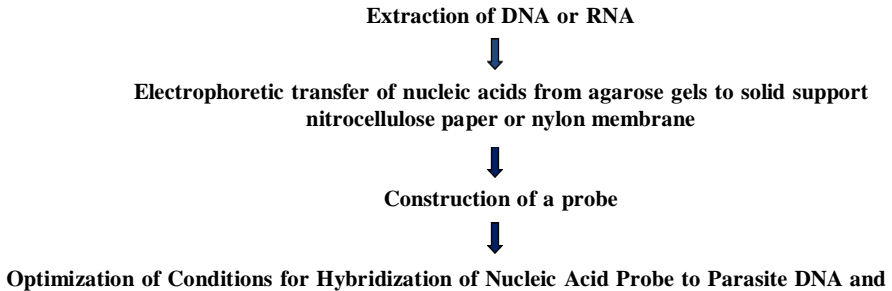 Extraction of DNA or RNA
Electrophoretic transfer of nucleic acids from agarose gels to solid support
nitrocellulose paper or nylon membrane
Construction of a probe
Optimization of Conditions for Hybridization of Nucleic Acid Probe to Parasite DNA and